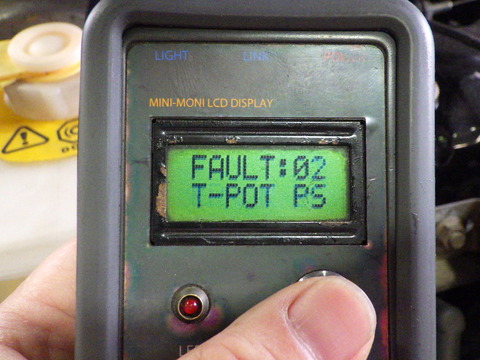 LIGHT LINK
MINI-MONI LCD DISPLAY
FAULT:02
T-POT PS